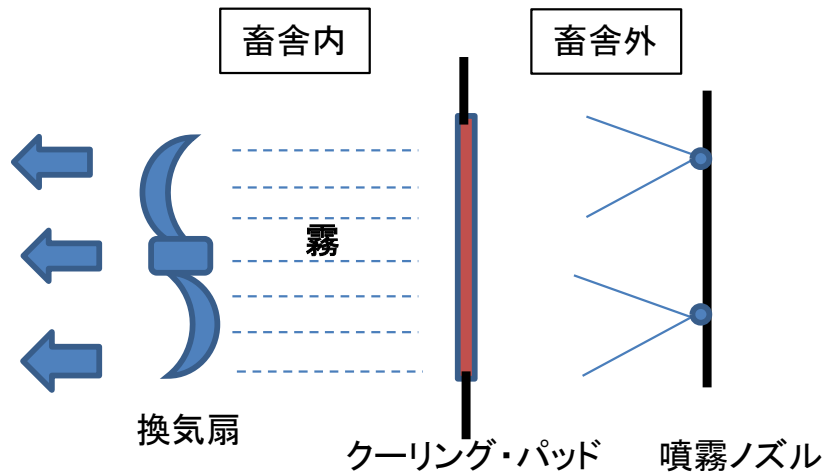 畜舎内
畜舎外
霧
換気扇
クーリング・パッド
噴霧ノズル